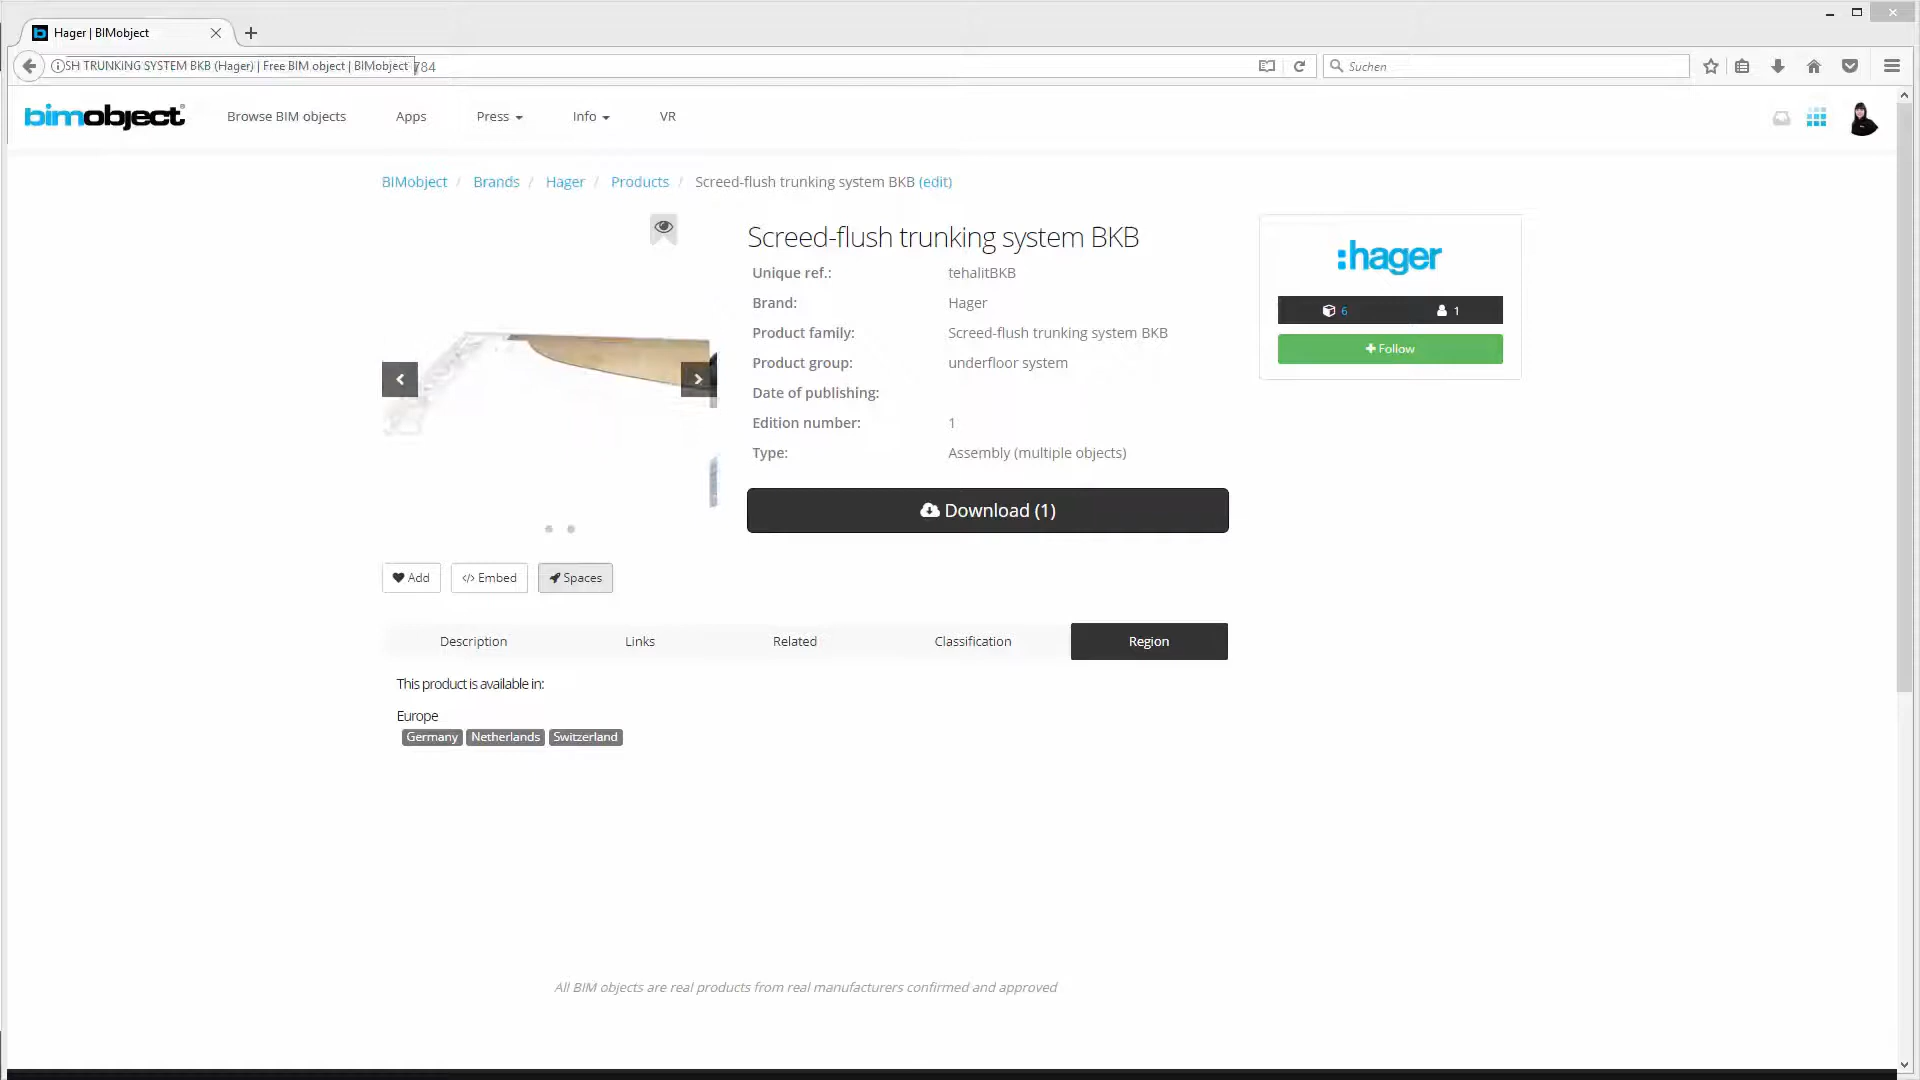 Hager | BIMobject
SH TRUNKING SYSTEM BKB (Hager) | Free BIM object | BIMobject 784
Suchen
bimobject
Browse BIM objects
Apps
Press
Info
VR
BIMobject / Brands / Hager / Products / Screed-flush trunking system BKB (edit)
Screed-flush trunking system BKB
Unique ref.: tehalitBKB
Brand: Hager
Product family: Screed-flush trunking system BKB
Product group: underfloor system
Date of publishing:
Edition number: 1
Type: Assembly (multiple objects)
Download (1)
:hager
6 1
Follow
Add
Embed
Spaces
Description
Links
Related
Classification
Region
This product is available in:
Europe
Germany Netherlands Switzerland
All BIM objects are real products from real manufacturers confirmed and approved